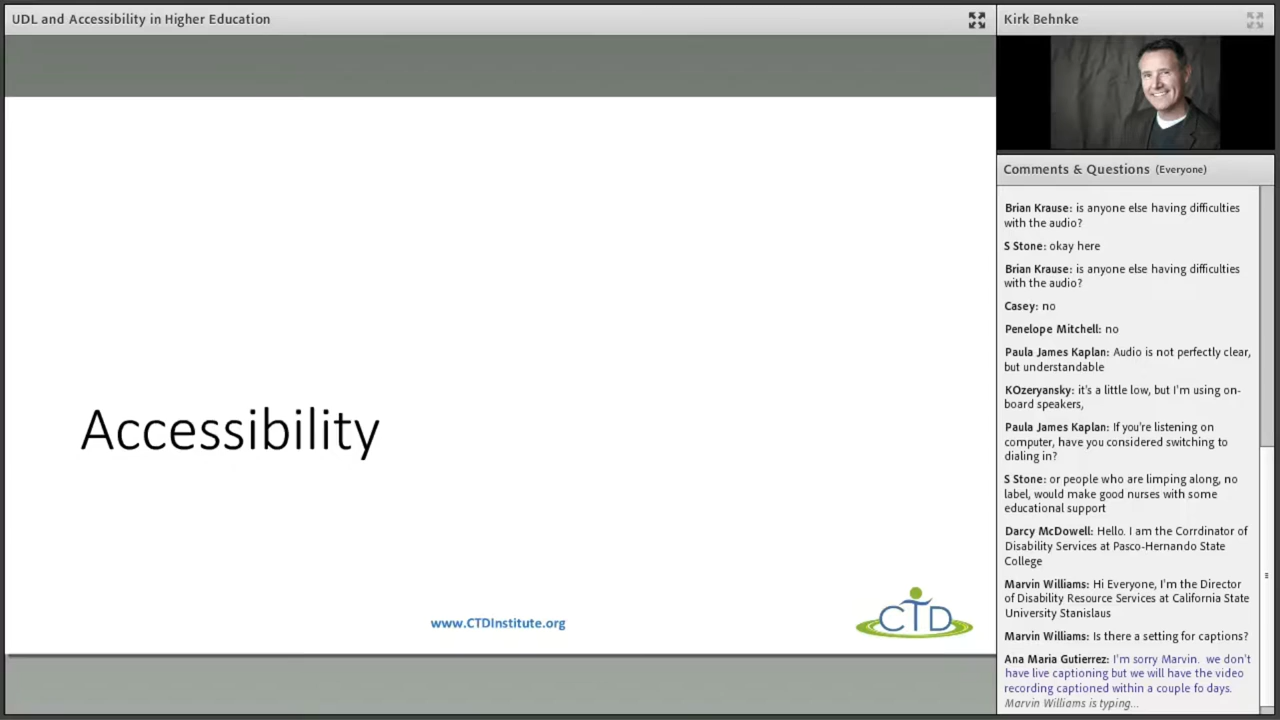 UDL and Accessibility in Higher Education
Accessibility
www.CTDInstitute.org
CTD
Kirk Behnke
Comments & Questions (Everyone)
Brian Krause: is anyone else having difficulties
with the audio?
S Stone: okay here
Brian Krause: is anyone else having difficulties
with the audio?
Casey: no
Penelope Mitchell: no
Paula James Kaplan: Audio is not perfectly clear,
but understandable
KOzeryansky: it's a little low, but I'm using on-
board speakers,
Paula James Kaplan: If you're listening on
computer, have you considered switching to
dialing in?
S Stone: or people who are limping along, no
label, would make good nurses with some
educational support
Darcy McDowell: Hello. I am the Corrdinator of
Disability Services at Pasco-Hernando State
College
Marvin Williams: Hi Everyone, I'm the Director
of Disability Resource Services at California State
University Stanislaus
Marvin Williams: Is there a setting for captions?
Ana Maria Gutierrez: I'm sorry Marvin.  we don't
have live captioning but we will have the video
recording captioned within a couple fo days.
Marvin Williams is typing...